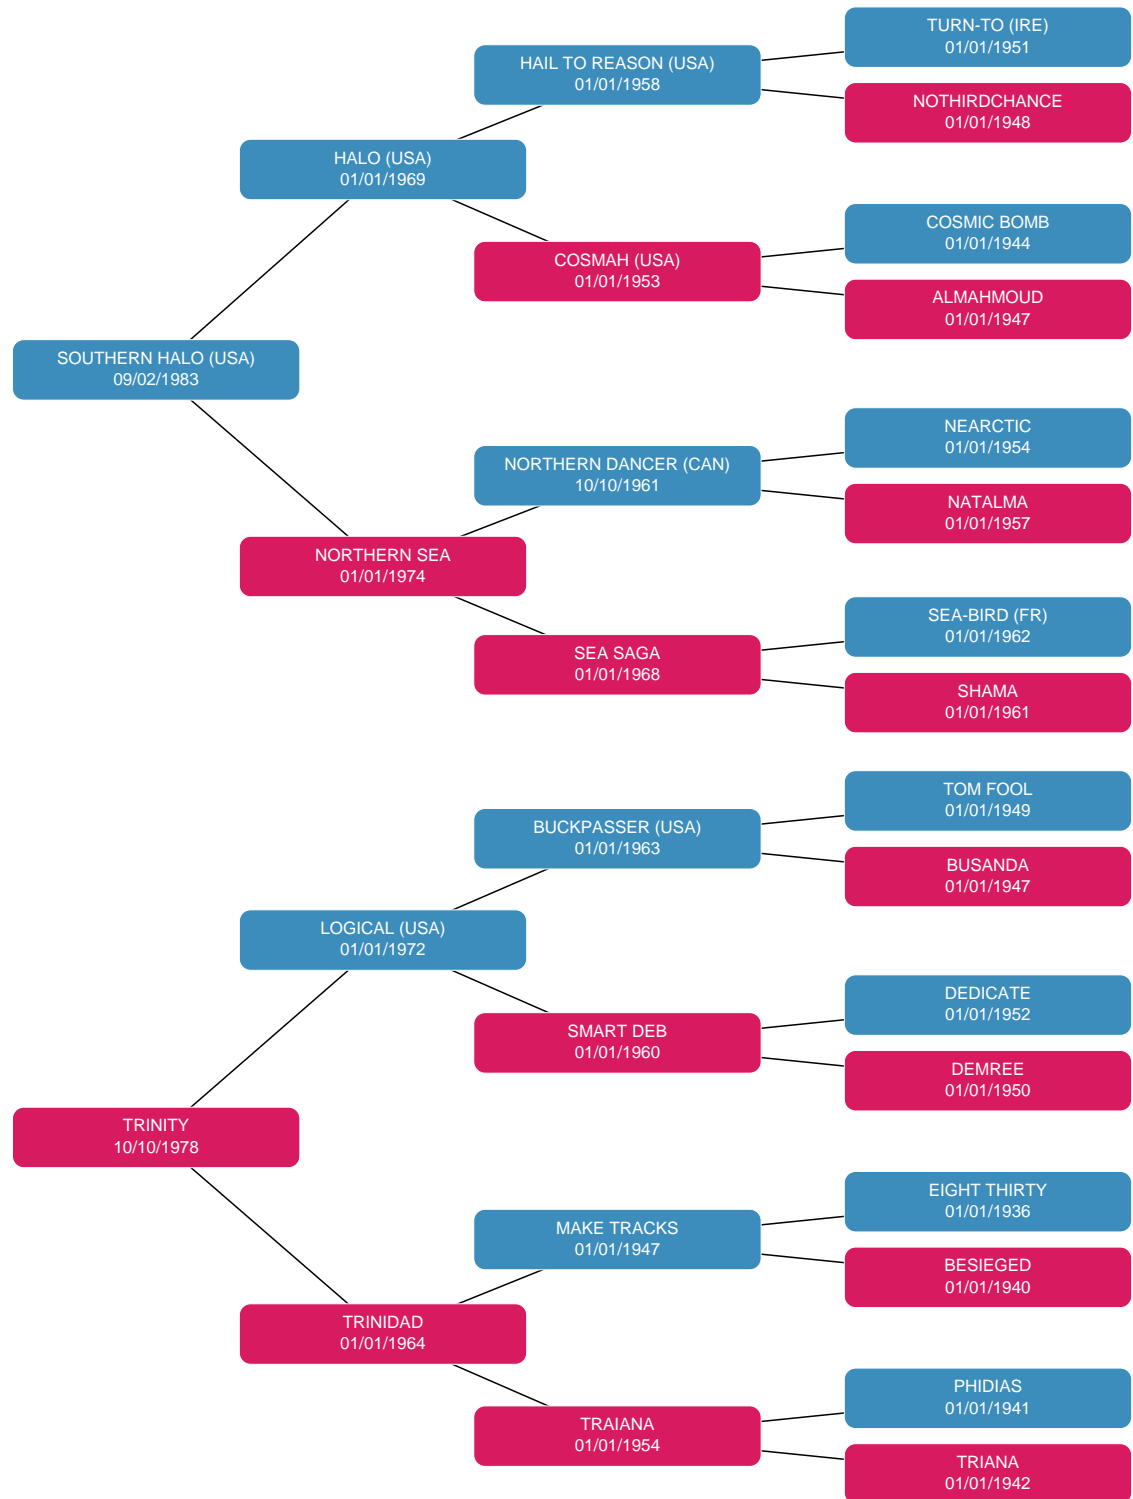 TURN-TO (IRE)
01/01/1951
HAIL TO REASON (USA)
01/01/1958
NOTHIRDCHANCE
01/01/1948
HALO (USA)
01/01/1969
COSMIC BOMB
01/01/1944
COSMAH (USA)
01/01/1953
ALMAHMOUD
01/01/1947
SOUTHERN HALO (USA)
09/02/1983
NEARCTIC
01/01/1954
NORTHERN DANCER (CAN)
10/10/1961
NATALMA
01/01/1957
NORTHERN SEA
01/01/1974
SEA-BIRD (FR)
01/01/1962
SEA SAGA
01/01/1968
SHAMA
01/01/1961
TOM FOOL
01/01/1949
BUCKPASSER (USA)
01/01/1963
BUSANDA
01/01/1947
LOGICAL (USA)
01/01/1972
DEDICATE
01/01/1952
SMART DEB
01/01/1960
DEMREE
01/01/1950
TRINITY
10/10/1978
EIGHT THIRTY
01/01/1936
MAKE TRACKS
01/01/1947
BESIEGED
01/01/1940
TRINIDAD
01/01/1964
PHIDIAS
01/01/1941
TRAIANA
01/01/1954
TRIANA
01/01/1942